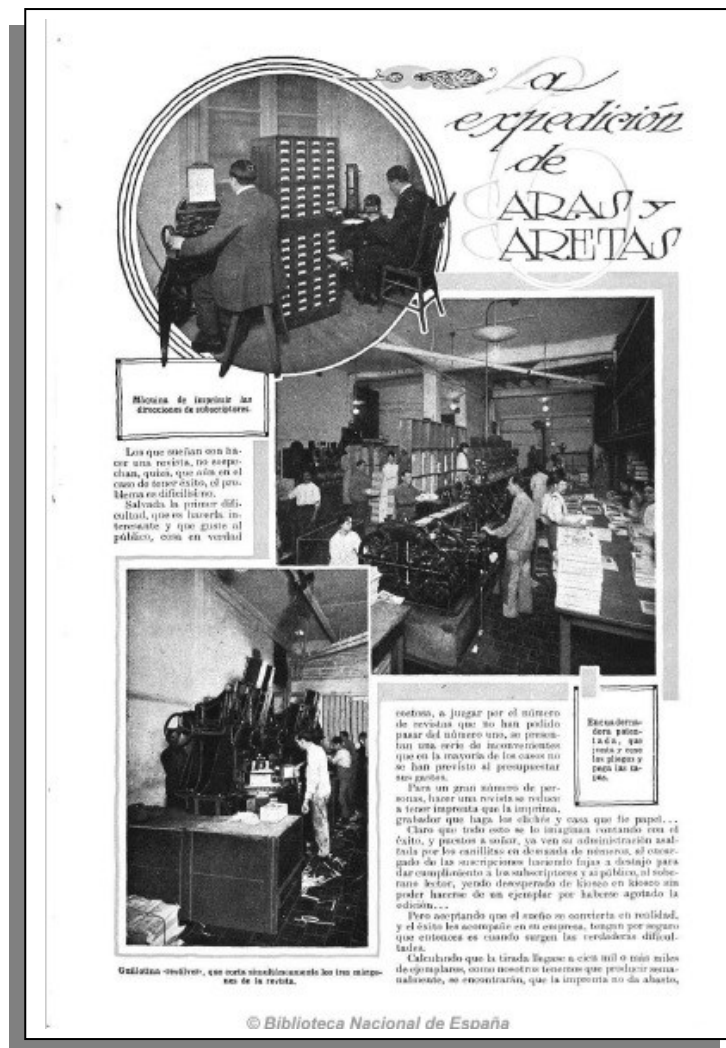 La
expedición
de
CARAS y
CARETAS
Máquina de imprimir las
direcciones de subscriptores.
Los que sueñan con ha-
cer una revista, no sospe-
chan, quizá, que aún en el
caso de tener éxito, el pro-
blema es dificilísimo.
Salvada la primer difi-
cultad, que es hacerla in-
teresante y que guste al
público, cosa en verdad
costosa, a juzgar por el número
de revistas que no han podido
pasar del número uno, se presen-
tan una serie de inconvenientes
que en la mayoría de los casos no
se han previsto al presupuestar
sus gastos.
Para un gran número de per-
sonas, hacer una revista se reduce
a tener imprenta que la imprima,
grabador que haga los clichés y casa que fíe papel...
Claro que todo esto se lo imaginan contando con el
éxito, y puestos a soñar, ya ven su administración asal-
tada por los canillitas en demanda de números, al encar-
gado de las suscripciones haciendo fajas a destajo para
dar cumplimiento a los subscriptores y al público, al sobe-
rano lector, yendo desesperado de kiosco en kiosco sin
poder hacerse de un ejemplar por haberse agotado la
edición...
Pero aceptando que el sueño se convierta en realidad,
y el éxito les acompañe en su empresa, tengan por seguro
que entonces es cuando surgen las verdaderas dificul-
tades.
Calculando que la tirada llegase a cien mil o más miles
de ejemplares, como nosotros tenemos que producir sema-
nalmente, se encontrarán, que la imprenta no da abasto,
Encuaderna-
dora paten-
tada, que
junta y cose
los pliegos y
pega las ta-
pas.
Guillotina «revólver», que corta simultáneamente los tres márge-
nes de la revista.
© Biblioteca Nacional de España